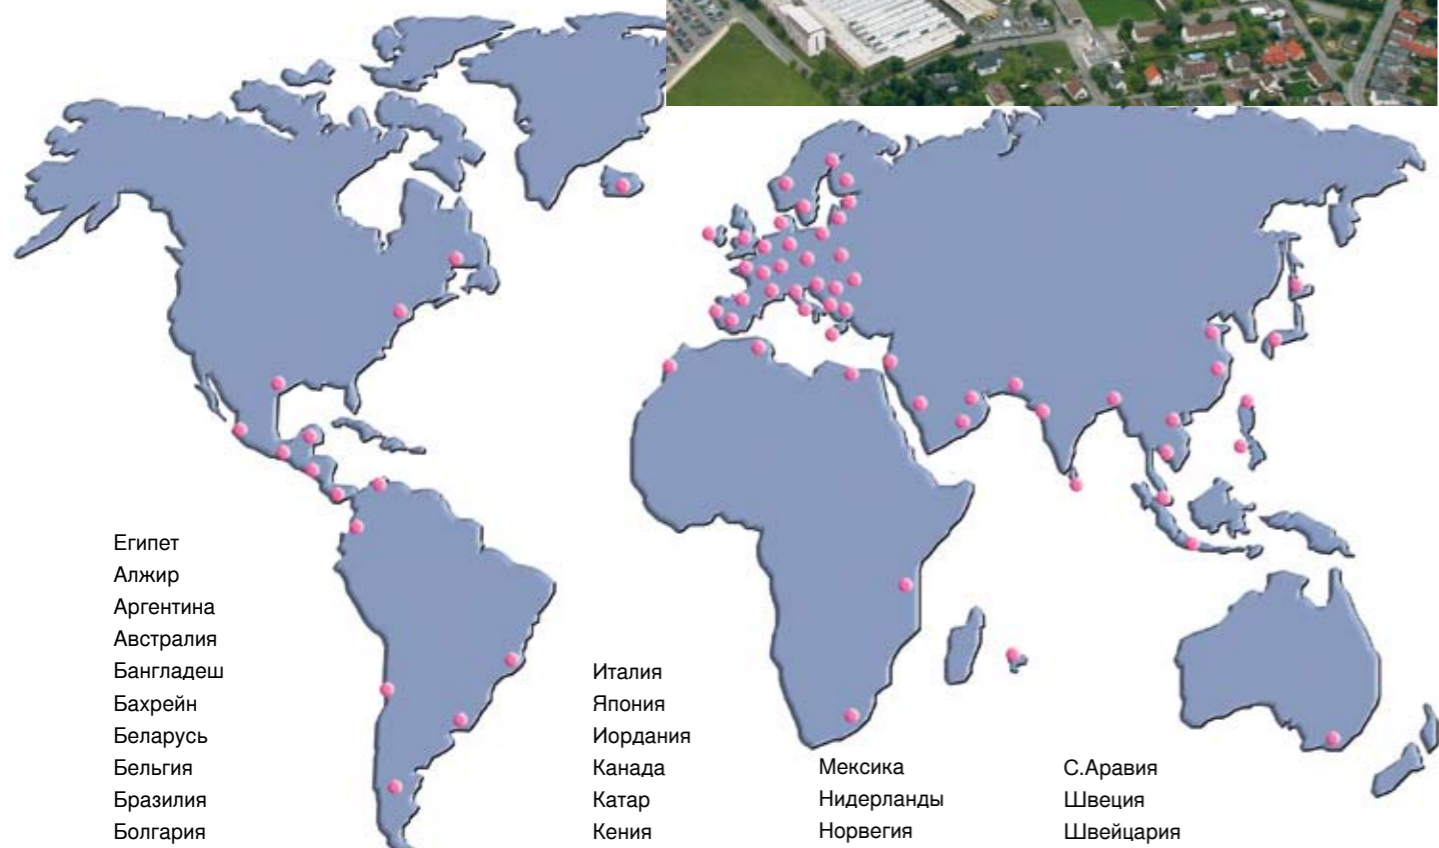 Египет
Алжир
Аргентина
Австралия
Бангладеш
Бахрейн
Беларусь
Бельгия
Бразилия
Болгария
Италия
Япония
Иордания
Канада
Катар
Кения
Мексика
Нидерланды
Норвегия
С.Аравия
Швеция
Швейцария